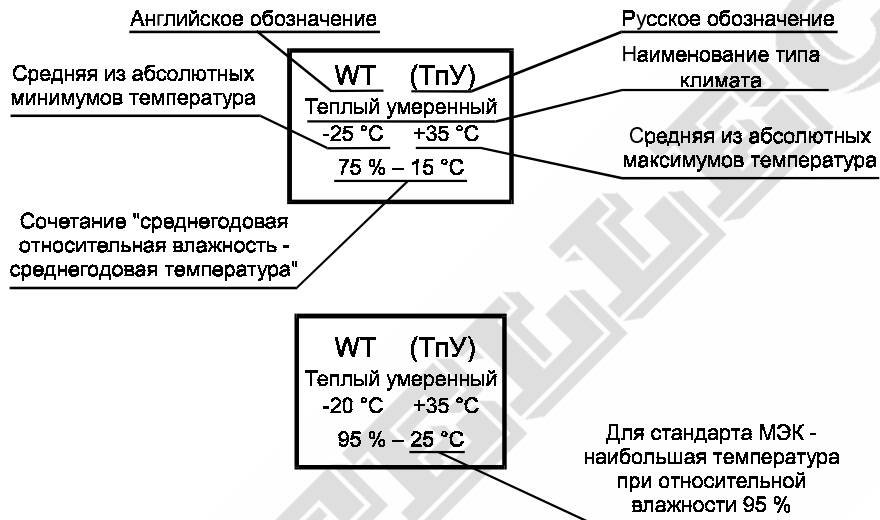 Английское обозначение
Русское обозначение
WT (ТпУ)
Наименование типа
климата
Средняя из абсолютных
минимумов температура
Теплый умеренный
-25 °C +35 °C
Средняя из абсолютных
максимумов температура
75 % – 15 °C
Сочетание "среднегодовая
относительная влажность -
среднегодовая температура"
WT (ТпУ)
Теплый умеренный
-20 °C +35 °C
95 % – 25 °C
Для стандарта МЭК -
наибольшая температура
при относительной
влажности 95 %